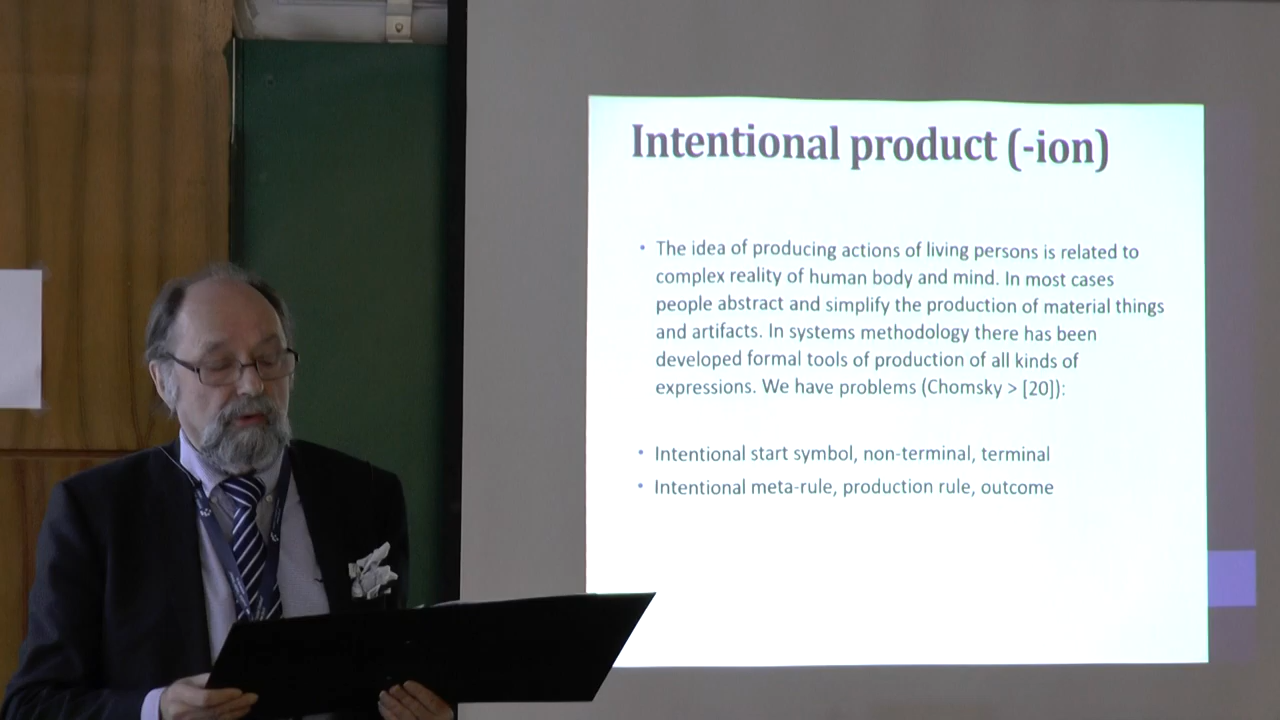 Intentional product (-ion)
• The idea of producing actions of living persons is related to
complex reality of human body and mind. In most cases
people abstract and simplify the production of material things
and artifacts. In systems methodology there has been
developed formal tools of production of all kinds of
expressions. We have problems (Chomsky > [20]):
• Intentional start symbol, non-terminal, terminal
• Intentional meta-rule, production rule, outcome